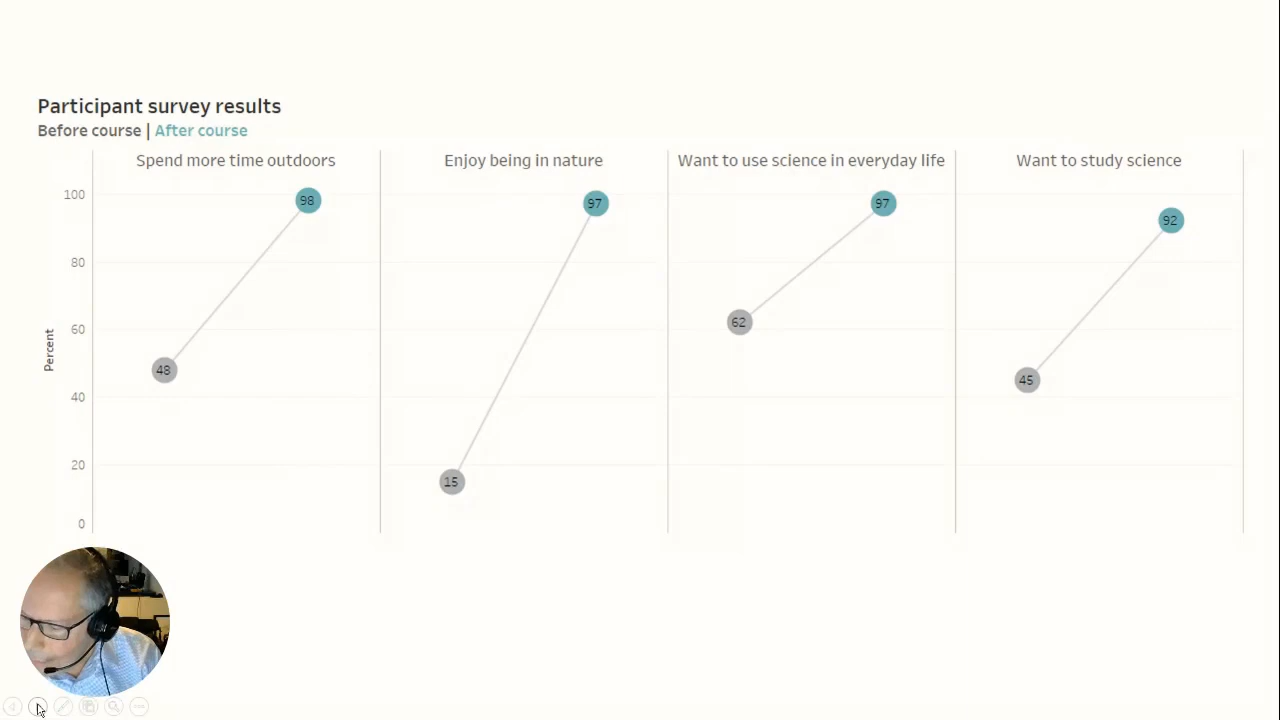 Participant survey results
Before course | After course
Spend more time outdoors
Enjoy being in nature
Want to use science in everyday life
Want to study science
Percent
100
80
60
40
20
0
48
98
15
97
62
97
45
92